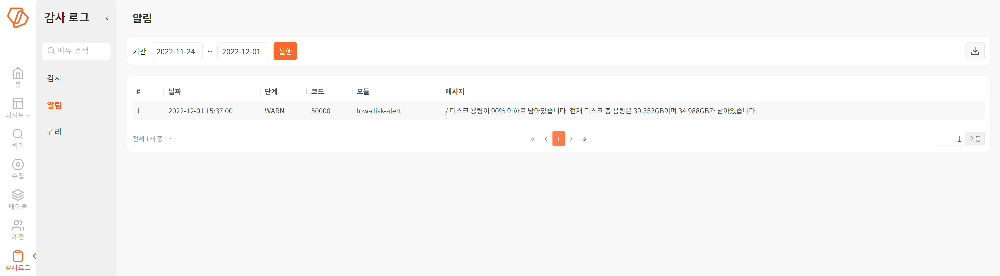 감사 로그
메뉴 검색
홈
대시보드
쿼리
수집
테이블
계정
감사로그
감사
알림
쿼리
알림
기간 2022-11-24 ~ 2022-12-01 실행
# 날짜 단계 코드 모듈 메시지
1 2022-12-01 15:37:00 WARN 50000 low-disk-alert / 디스크 용량이 90% 이하로 남아있습니다. 현재 디스크 총 용량은 39.352GB이며 34.988GB가 남아있습니다.
전체 1개 중 1 ~ 1 « ‹ 1 › » 1 이동